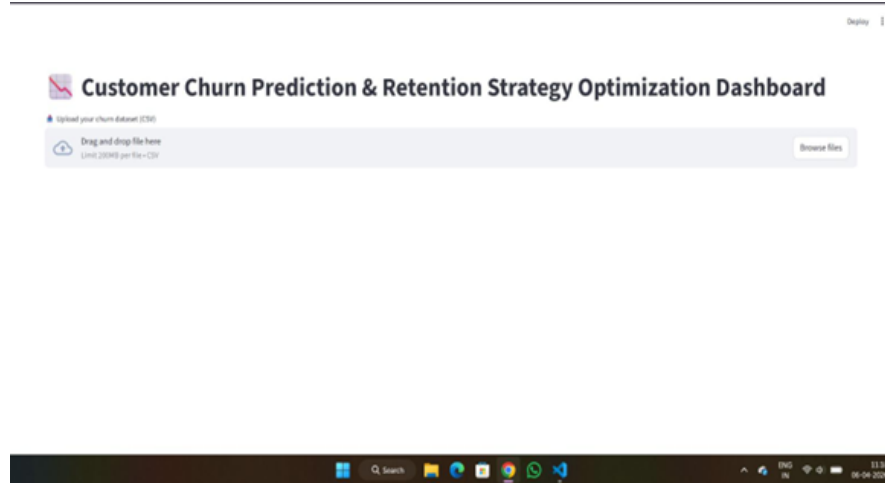 Deploy
Customer Churn Prediction & Retention Strategy Optimization Dashboard
Upload your churn dataset (CSV)
Drag and drop file here
Limit 200MB per file • CSV
Browse files
Search
ENG
IN